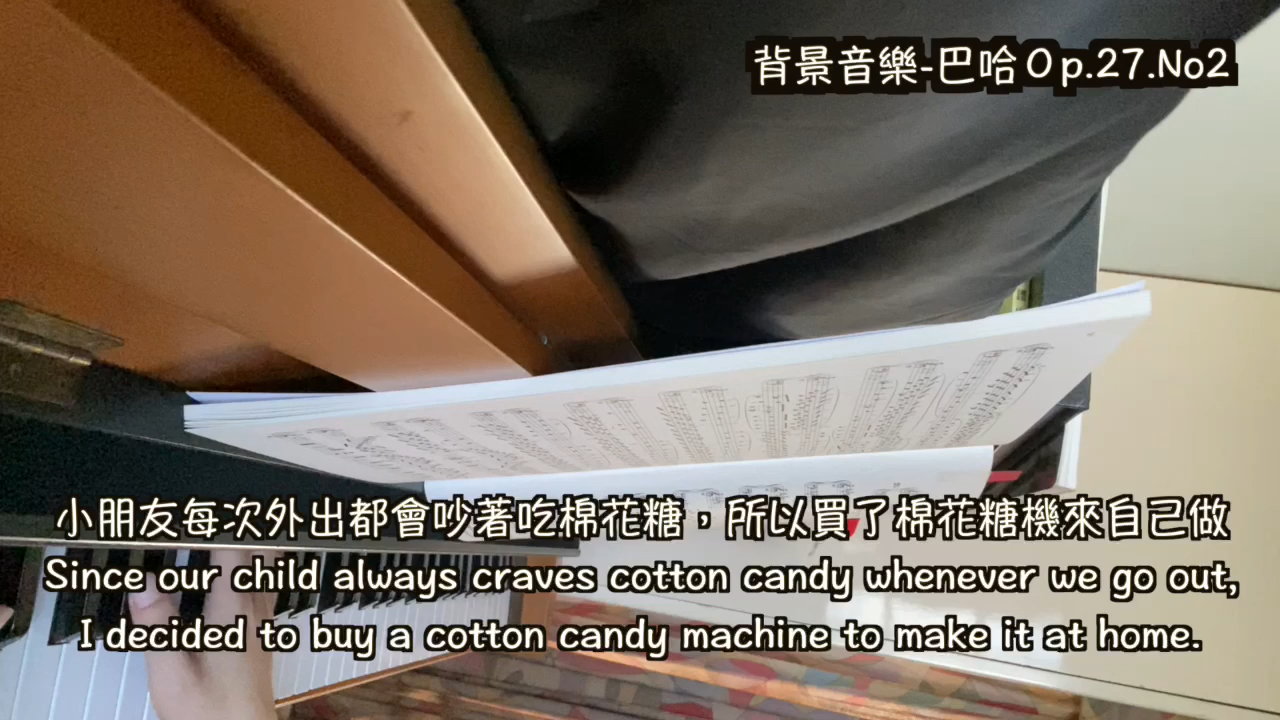 背景音樂-巴哈Op.27.No2
小朋友每次外出都會吵著吃棉花糖，所以買了棉花糖機來自己做
Since our child always craves cotton candy whenever we go out,
I decided to buy a cotton candy machine to make it at home.